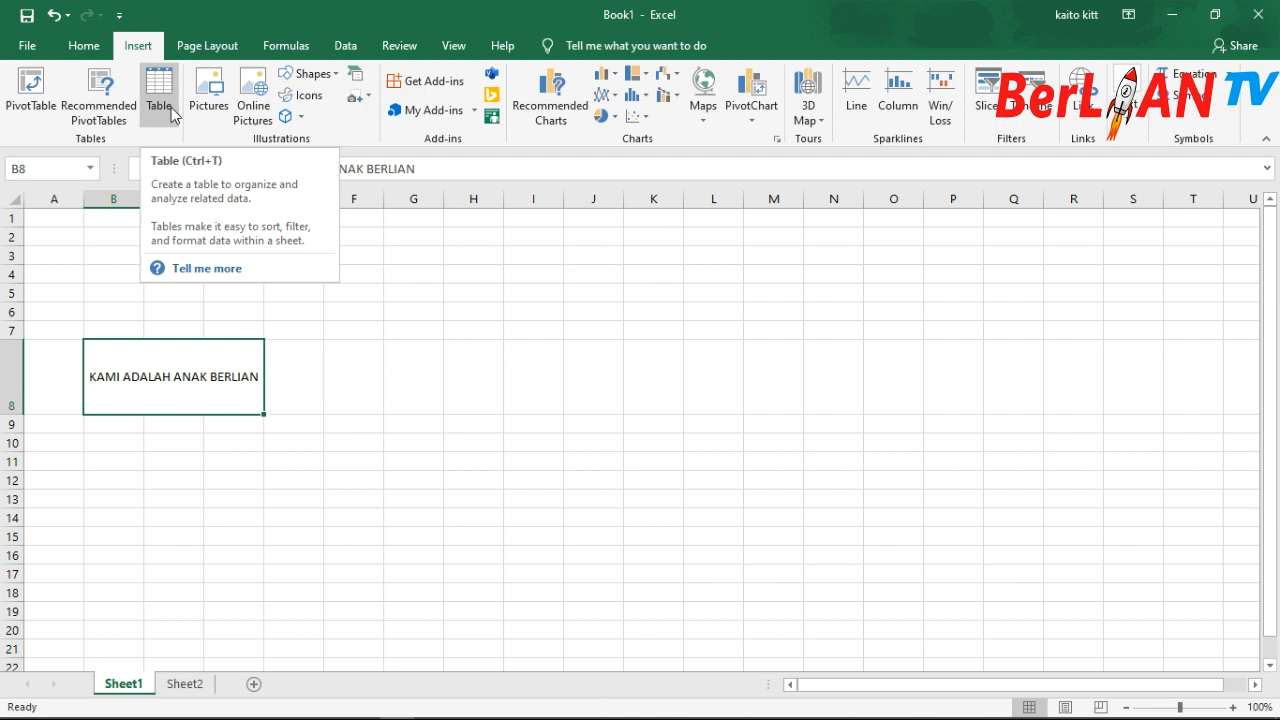 Book1 - Excel
kaito kitt
File Home Insert Page Layout Formulas Data Review View Help Tell me what you want to do Share
PivotTable
Recommended PivotTables
Table
Tables
Pictures
Online Pictures
Shapes
Icons
Illustrations
Get Add-ins
My Add-ins
Add-ins
Recommended Charts
Maps
PivotChart
Charts
3D Map
Tours
Line
Column
Win/ Loss
Sparklines
Filters
Links
Equation
Symbols
BerLIAN TV
B8
ANAK BERLIAN
Table (Ctrl+T)
Create a table to organize and
analyze related data.
Tables make it easy to sort, filter,
and format data within a sheet.
Tell me more
A B F G H I J K L M N O P Q R S T U
1
2
3
4
5
6
7
8
KAMI ADALAH ANAK BERLIAN
9
10
11
12
13
14
15
16
17
18
19
20
21
22
Sheet1 Sheet2
Ready
100%